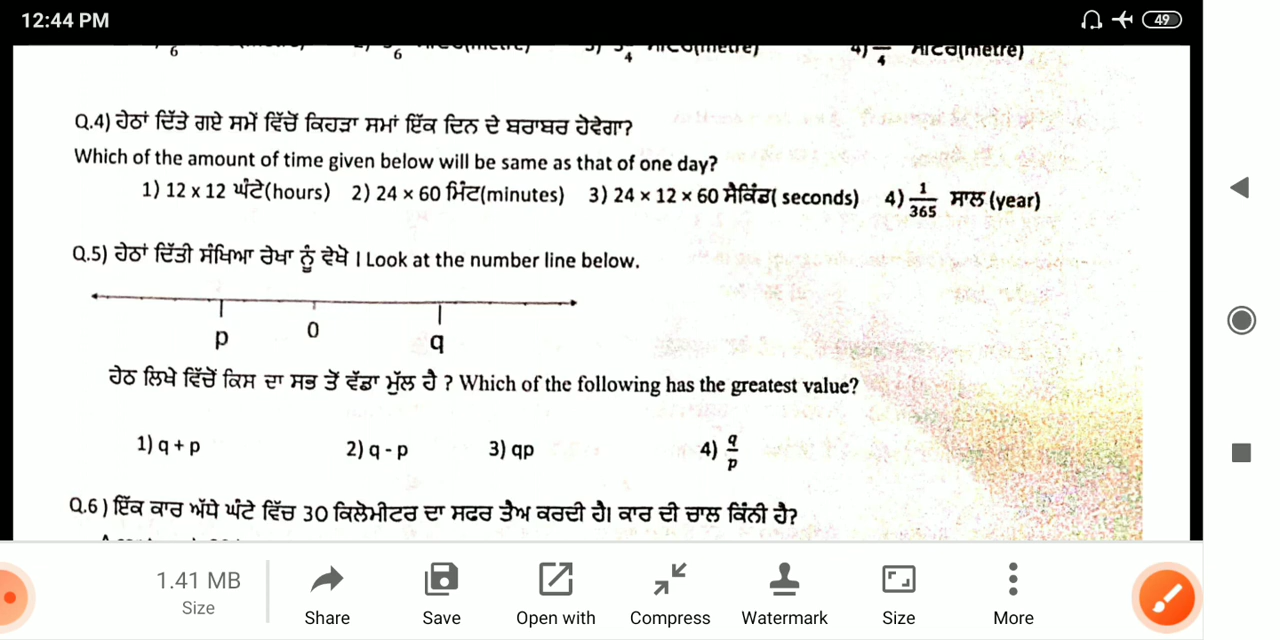 12:44 PM
49
6 6 4 4
Q.4) ਹੇਠਾਂ ਦਿੱਤੇ ਗਏ ਸਮੇਂ ਵਿੱਚੋਂ ਕਿਹੜਾ ਸਮਾਂ ਇੱਕ ਦਿਨ ਦੇ ਬਰਾਬਰ ਹੋਵੇਗਾ?
Which of the amount of time given below will be same as that of one day?
1) 12 x 12 ਘੰਟੇ(hours) 2) 24 × 60 ਮਿੰਟ(minutes) 3) 24 × 12 × 60 ਸੈਕਿੰਡ( seconds) 4) 1/365 ਸਾਲ (year)
Q.5) ਹੇਠਾਂ ਦਿੱਤੀ ਸੰਖਿਆ ਰੇਖਾ ਨੂੰ ਵੇਖੋ I Look at the number line below.
p 0 q
ਹੇਠ ਲਿਖੇ ਵਿੱਚੋਂ ਕਿਸ ਦਾ ਸਭ ਤੋਂ ਵੱਡਾ ਮੁੱਲ ਹੈ ? Which of the following has the greatest value?
1) q + p 2) q - p 3) qp 4) q/p
Q.6 ) ਇੱਕ ਕਾਰ ਅੱਧੇ ਘੰਟੇ ਵਿੱਚ 30 ਕਿਲੋਮੀਟਰ ਦਾ ਸਫਰ ਤੈਅ ਕਰਦੀ ਹੈ। ਕਾਰ ਦੀ ਚਾਲ ਕਿੰਨੀ ਹੈ?
1.41 MB
Size
Share Save Open with Compress Watermark Size More